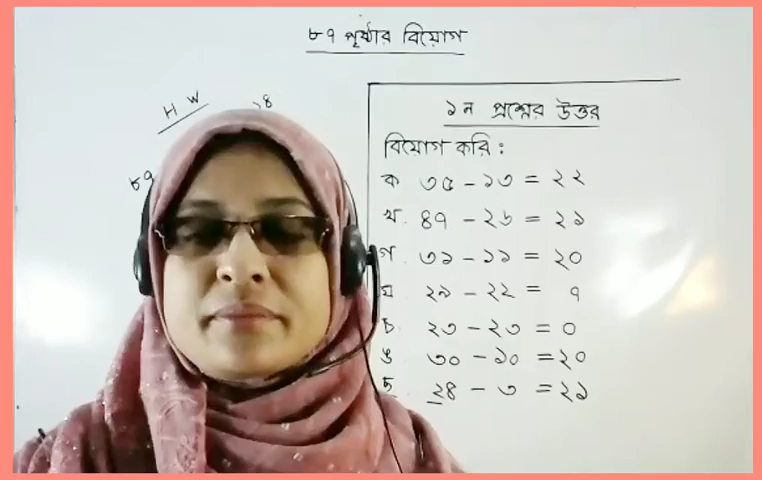 ৮৭ পৃষ্ঠার বিয়োগ
H W
১ন প্রশ্নের উত্তর
বিয়োগ করি :
ক ৩৫ - ১৩ = ২২
খ. ৪৭ - ২৬ = ২১
গ. ৩১ - ১১ = ২০
ঘ ২৯ - ২২ = ৭
চ. ২৩ - ২৩ = ০
ঙ ৩০ - ১০ = ২০
চ. ২৪ - ৩ = ২১